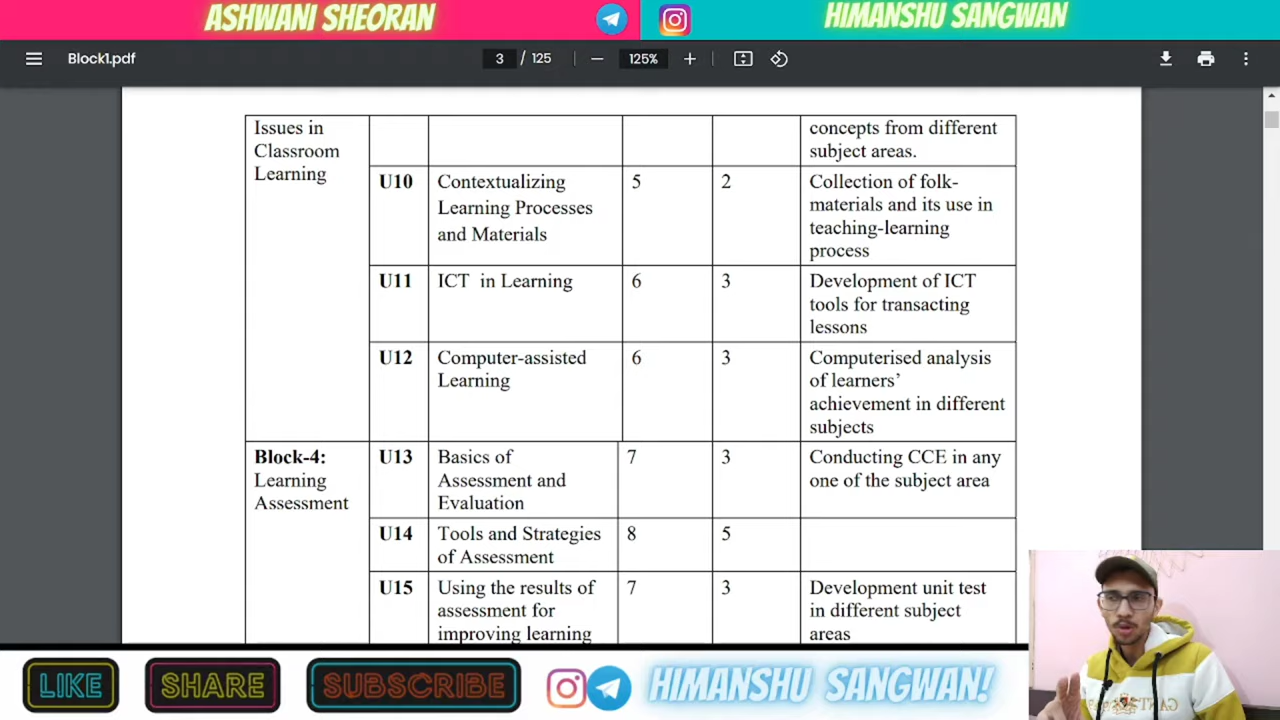 ASHWANI SHEORAN
HIMANSHU SANGWAN
Block1.pdf
3 / 125
125%
Issues in
Classroom
Learning
concepts from different
subject areas.
U10
Contextualizing
Learning Processes
and Materials
5
2
Collection of folk-
materials and its use in
teaching-learning
process
U11
ICT in Learning
6
3
Development of ICT
tools for transacting
lessons
U12
Computer-assisted
Learning
6
3
Computerised analysis
of learners’
achievement in different
subjects
Block-4:
Learning
Assessment
U13
Basics of
Assessment and
Evaluation
7
3
Conducting CCE in any
one of the subject area
U14
Tools and Strategies
of Assessment
8
5
U15
Using the results of
assessment for
improving learning
7
3
Development unit test
in different subject
areas
LIKE
SHARE
SUBSCRIBE
HIMANSHU SANGWAN!